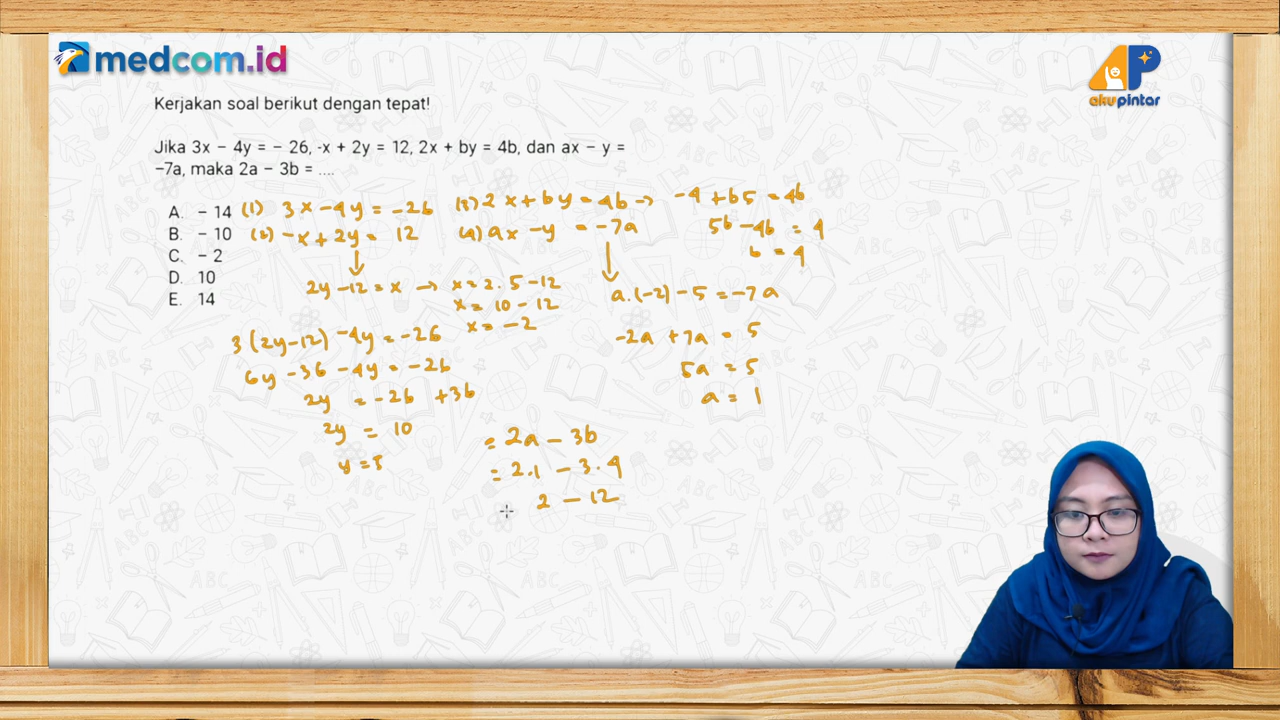 medcom.id
akupintar
Kerjakan soal berikut dengan tepat!
Jika 3x – 4y = – 26, -x + 2y = 12, 2x + by = 4b, dan ax – y =
–7a, maka 2a – 3b = ....
A. – 14
B. – 10
C. – 2
D. 10
E. 14
(1) 3x - 4y = -26
(2) -x + 2y = 12
2y - 12 = x → x = 2 . 5 - 12
x = 10 - 12
x = -2
3 (2y - 12) - 4y = -26
6y - 36 - 4y = -26
2y = -26 + 36
2y = 10
y = 5
(3) 2x + by = 4b → -4 + b5 = 4b
5b - 4b = 4
b = 4
(4) ax - y = -7a
a.(-2) - 5 = -7a
-2a + 7a = 5
5a = 5
a = 1
= 2a - 3b
= 2.1 - 3.4
2 - 12